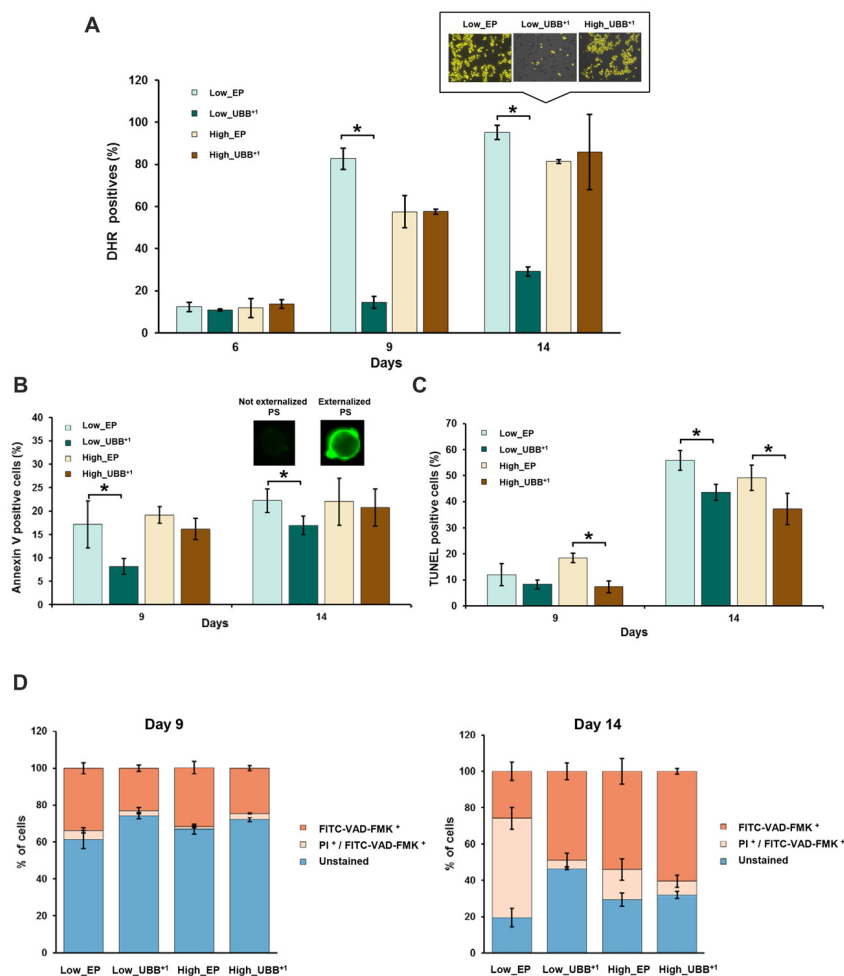 A
Low_EP Low_UBB+1 High_UBB+1
DHR positives (%)
120
100
80
60
40
20
0
Low_EP
Low_UBB+1
High_EP
High_UBB+1
*
*
6 9 14
Days
B
Annexin V positive cells (%)
40
35
30
25
20
15
10
5
0
Low_EP
Low_UBB+1
High_EP
High_UBB+1
Not externalized
PS
Externalized
PS
*
*
9 14
Days
C
TUNEL positive cells (%)
70
60
50
40
30
20
10
0
Low_EP
Low_UBB+1
High_EP
High_UBB+1
*
*
*
9 14
Days
D
Day 9
% of cells
120
100
80
60
40
20
0
Low_EP Low_UBB+1 High_EP High_UBB+1
FITC-VAD-FMK +
PI + / FITC-VAD-FMK +
Unstained
Day 14
% of cells
120
100
80
60
40
20
0
Low_EP Low_UBB+1 High_EP High_UBB+1
FITC-VAD-FMK +
PI + / FITC-VAD-FMK +
Unstained